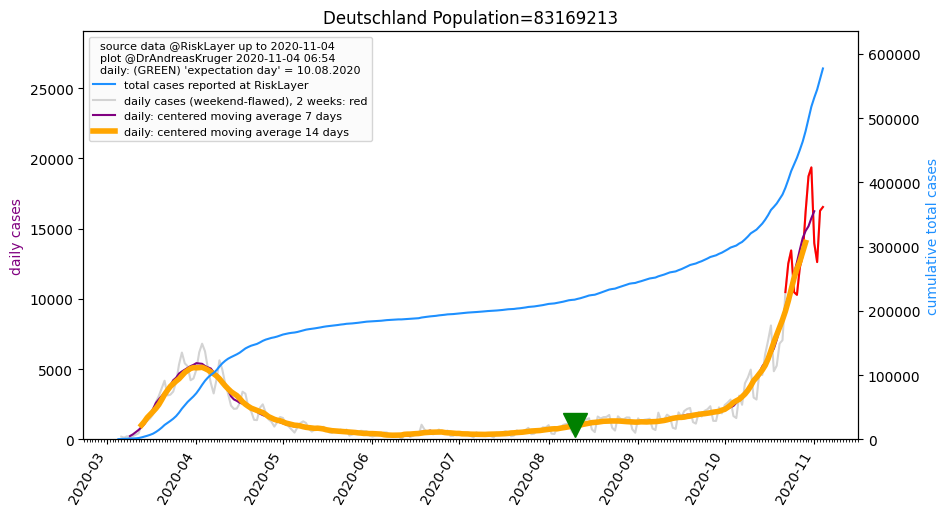 Deutschland Population=83169213
source data @RiskLayer up to 2020-11-04
plot @DrAndreasKruger 2020-11-04 06:54
daily: (GREEN) 'expectation day' = 10.08.2020
total cases reported at RiskLayer
daily cases (weekend-flawed), 2 weeks: red
daily: centered moving average 7 days
daily: centered moving average 14 days
daily cases
25000
20000
15000
10000
5000
0
600000
500000
400000
300000
200000
100000
0
cumulative total cases
2020-03
2020-04
2020-05
2020-06
2020-07
2020-08
2020-09
2020-10
2020-11